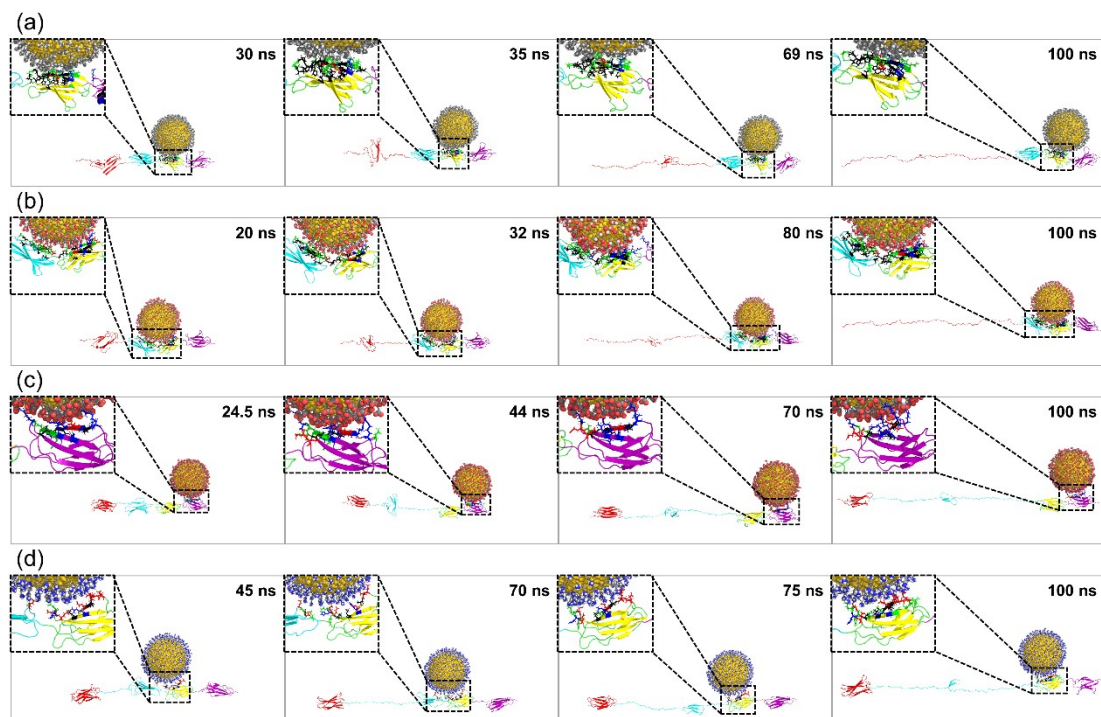 (a)
30 ns 35 ns 69 ns 100 ns
(b)
20 ns 32 ns 80 ns 100 ns
(c)
24.5 ns 44 ns 70 ns 100 ns
(d)
45 ns 70 ns 75 ns 100 ns